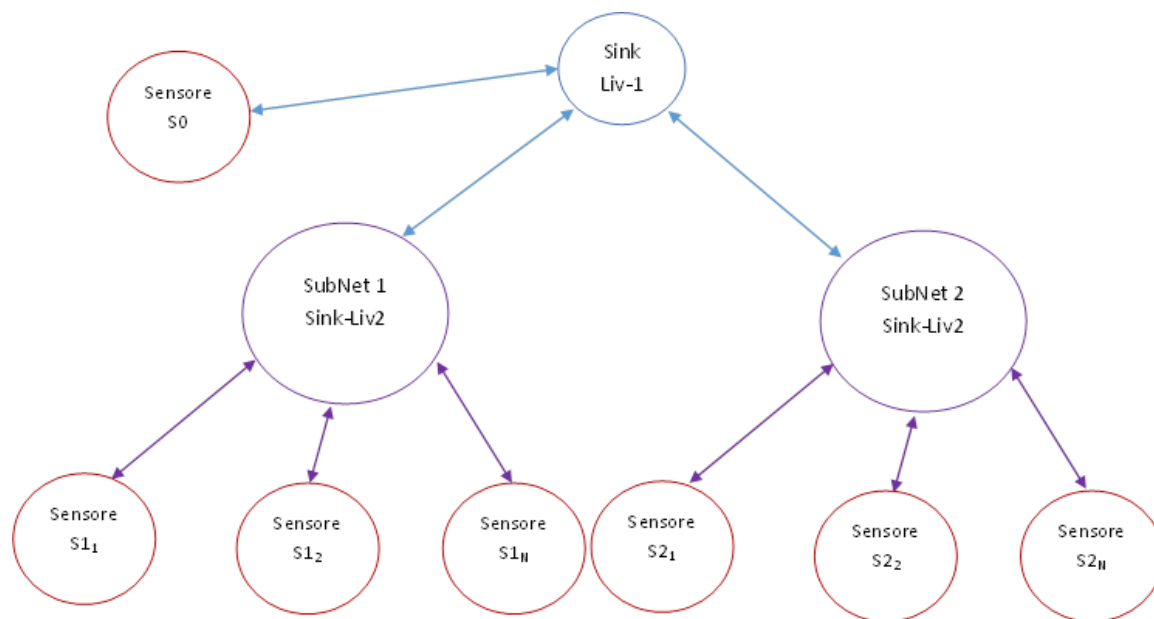 Sink
Liv-1
Sensore
S0
SubNet 1
Sink-Liv2
SubNet 2
Sink-Liv2
Sensore
S1₁
Sensore
S1₂
Sensore
S1ₙ
Sensore
S2₁
Sensore
S2₂
Sensore
S2ₙ